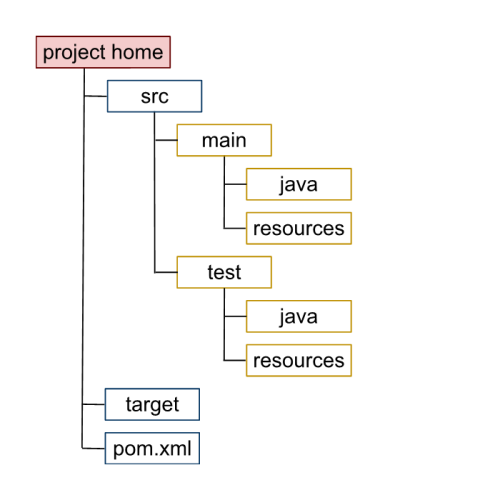 project home
src
main
java
resources
test
java
resources
target
pom.xml